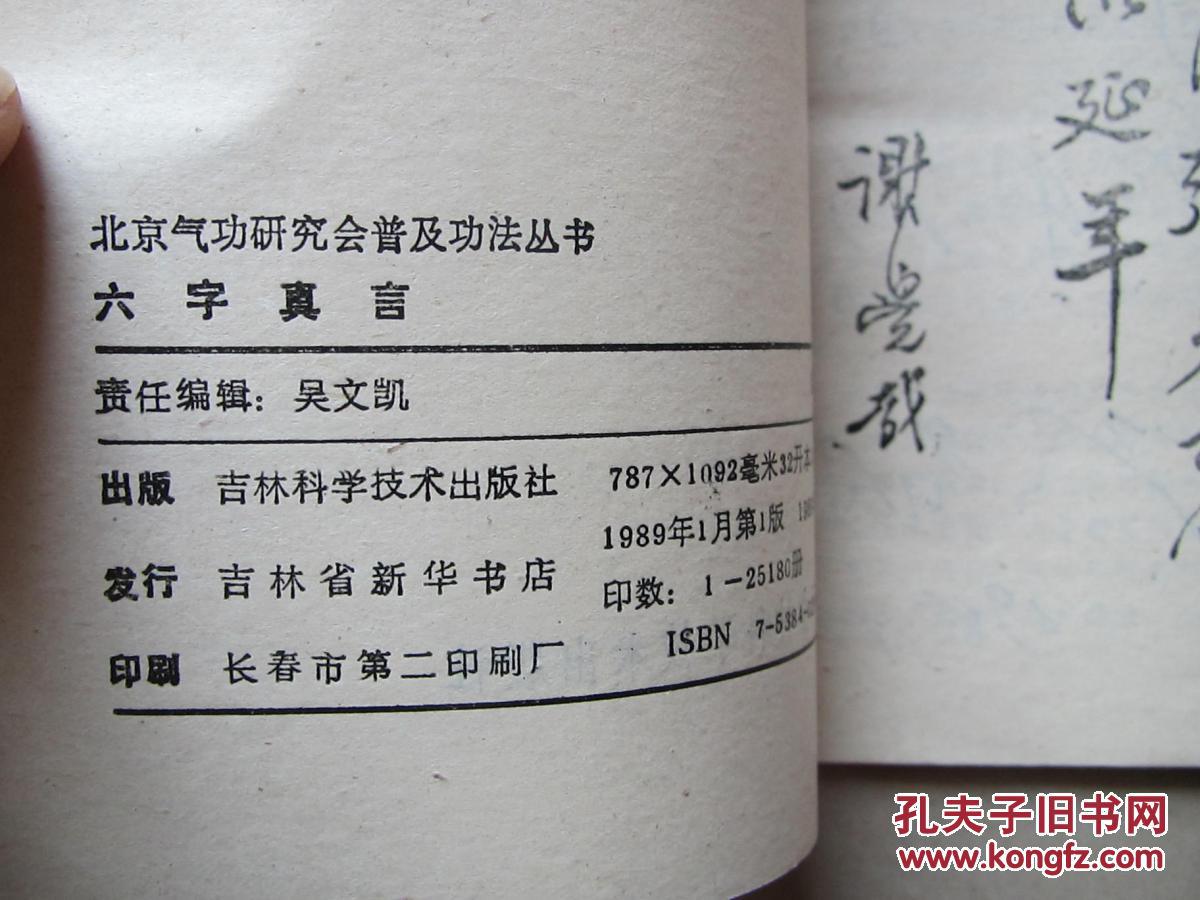 北京气功研究会普及功法丛书
六字真言
责任编辑：吴文凯
出版 吉林科学技术出版社
发行 吉林省新华书店
印刷 长春市第二印刷厂
787×1092毫米32开本
1989年1月第1版 19
印数：1—25180册
ISBN 7-5384-
延年
谢觉哉
孔夫子旧书网
www.kongfz.com